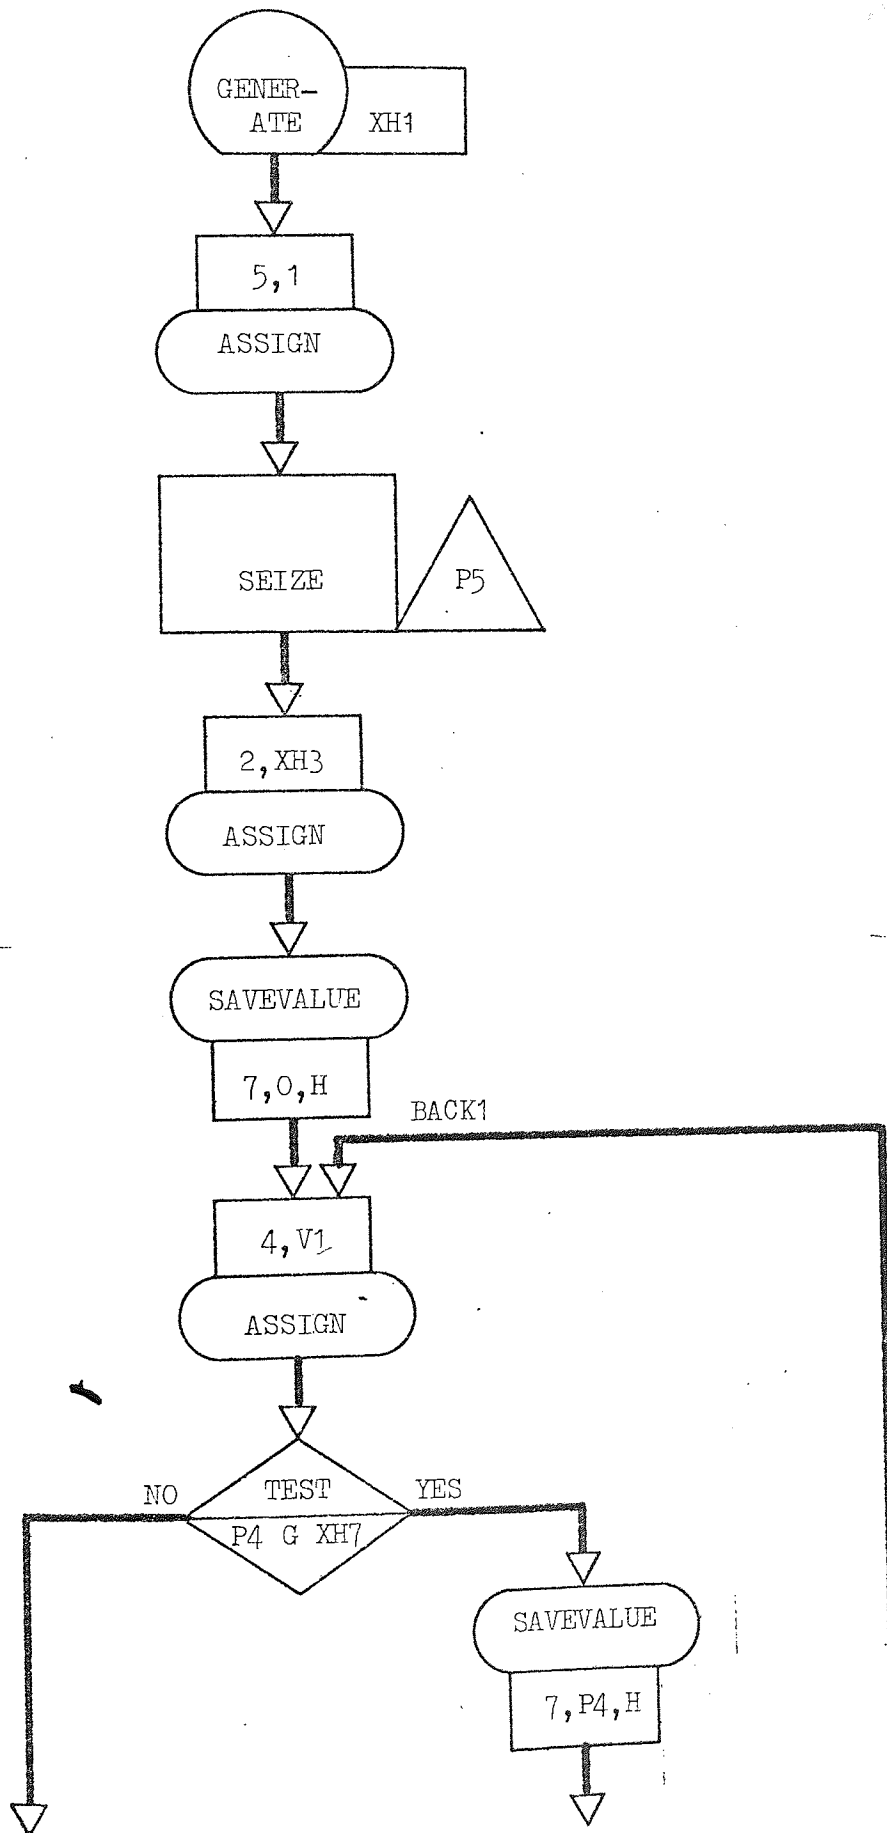 GENER-
ATE
XH1
5,1
ASSIGN
SEIZE
P5
2,XH3
ASSIGN
SAVEVALUE
7,0,H
BACK1
4,V1
ASSIGN
NO
TEST
YES
P4 G XH7
SAVEVALUE
7,P4,H